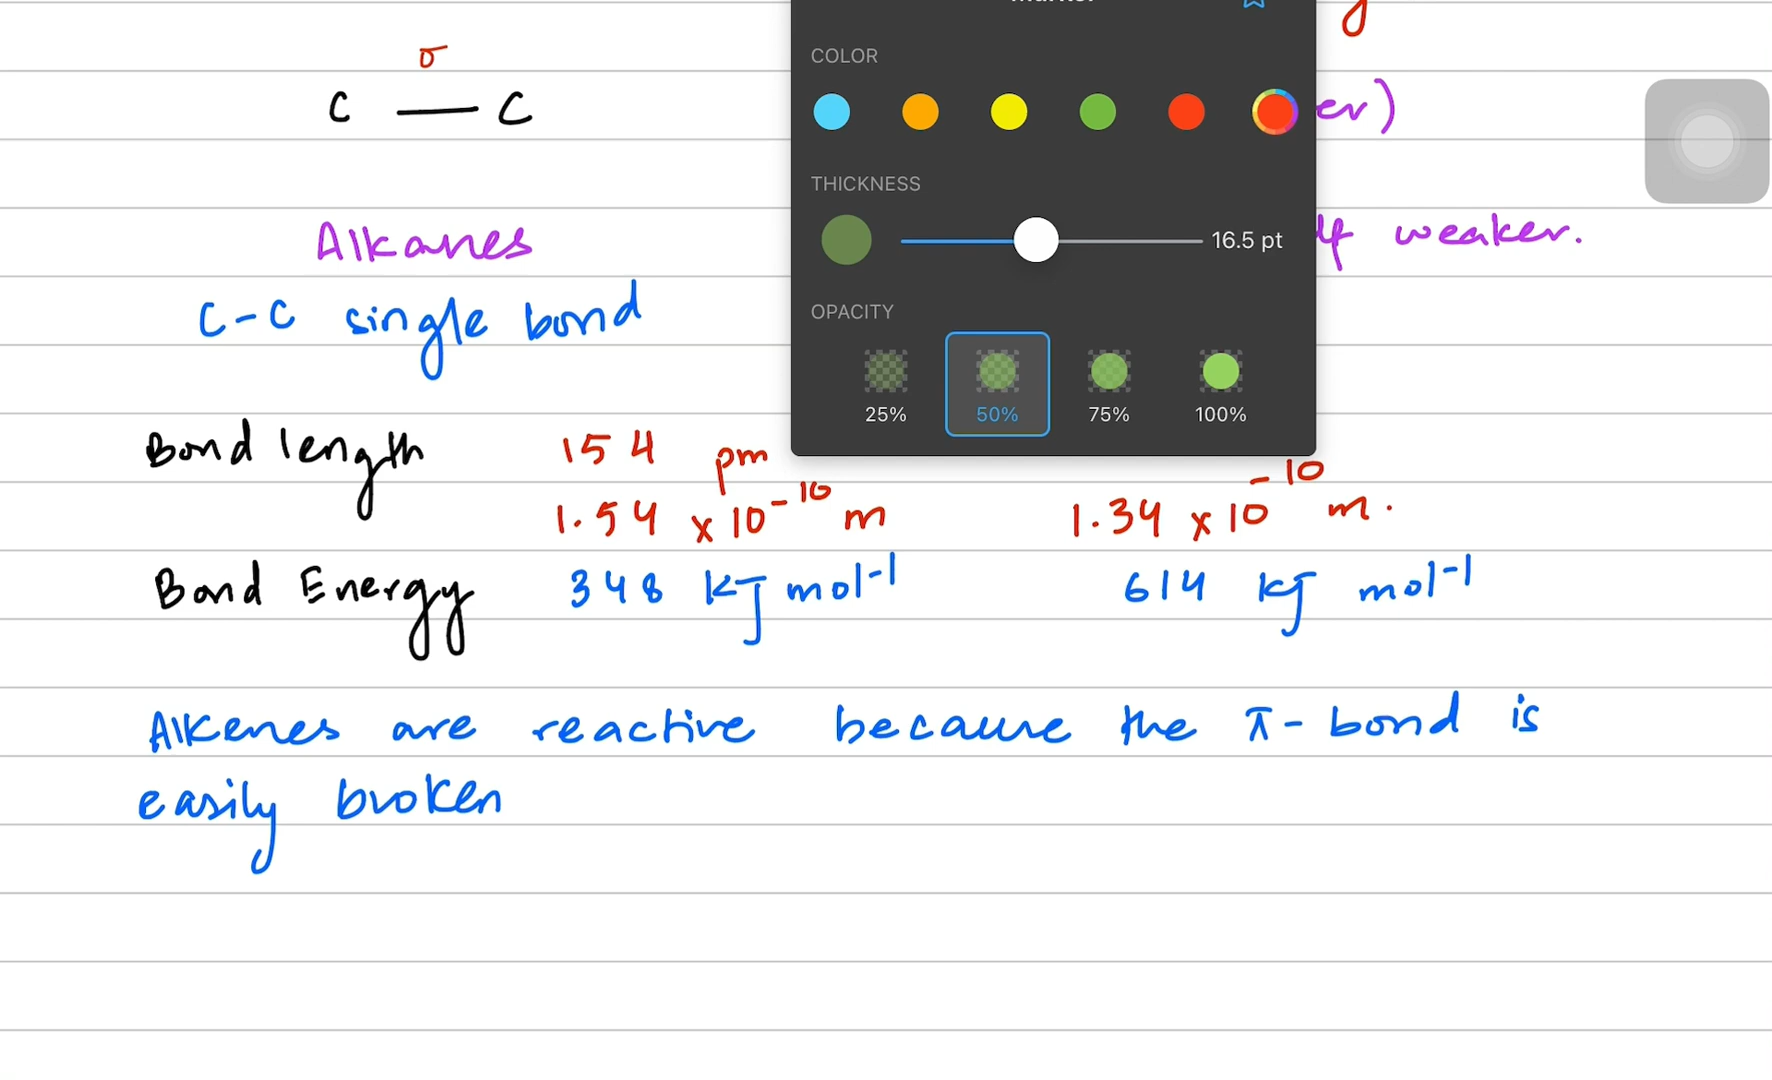 COLOR
σ
C — C
er)
THICKNESS
16.5 pt
Alkanes
weaker.
C-C single bond
OPACITY
25% 50% 75% 100%
Bond length 154 pm
1.54 x 10⁻¹⁰ m 1.34 x 10⁻¹⁰ m.
Bond Energy 348 KJ mol⁻¹ 614 KJ mol⁻¹
Alkenes are reactive because the π-bond is
easily broken